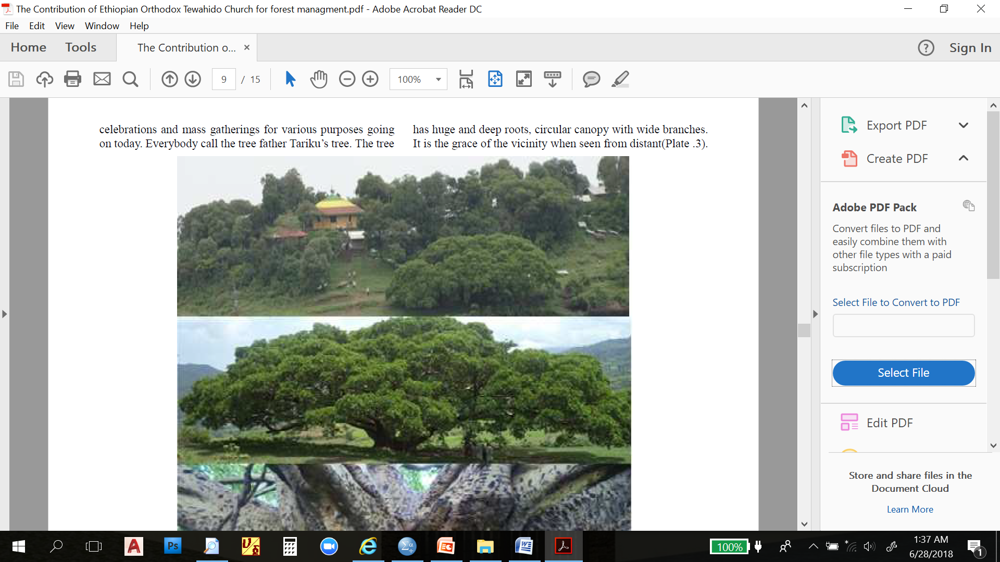 The Contribution of Ethiopian Orthodox Tewahido Church for forest managment.pdf - Adobe Acrobat Reader DC
File Edit View Window Help
Home Tools The Contribution o... × ? Sign In
9 / 15 100%
celebrations and mass gatherings for various purposes going
on today. Everybody call the tree father Tariku’s tree. The tree
has huge and deep roots, circular canopy with wide branches.
It is the grace of the vicinity when seen from distant(Plate .3).
Export PDF
Create PDF
Adobe PDF Pack
Convert files to PDF and
easily combine them with
other file types with a paid
subscription
Select File to Convert to PDF
Select File
Edit PDF
Store and share files in the
Document Cloud
Learn More
Ps
100%
1:37 AM
6/28/2018
1